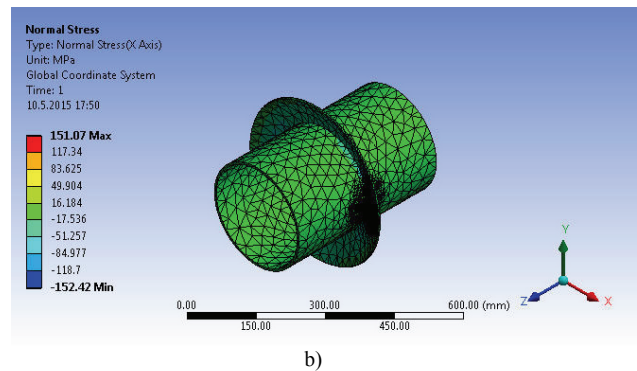 Normal Stress
Type: Normal Stress(X Axis)
Unit: MPa
Global Coordinate System
Time: 1
10.5.2015 17:50
151.07 Max
117.34
83.625
49.904
16.184
-17.536
-51.257
-84.977
-118.7
-152.42 Min
0.00 300.00 600.00 (mm)
150.00 450.00
Y
Z X
b)